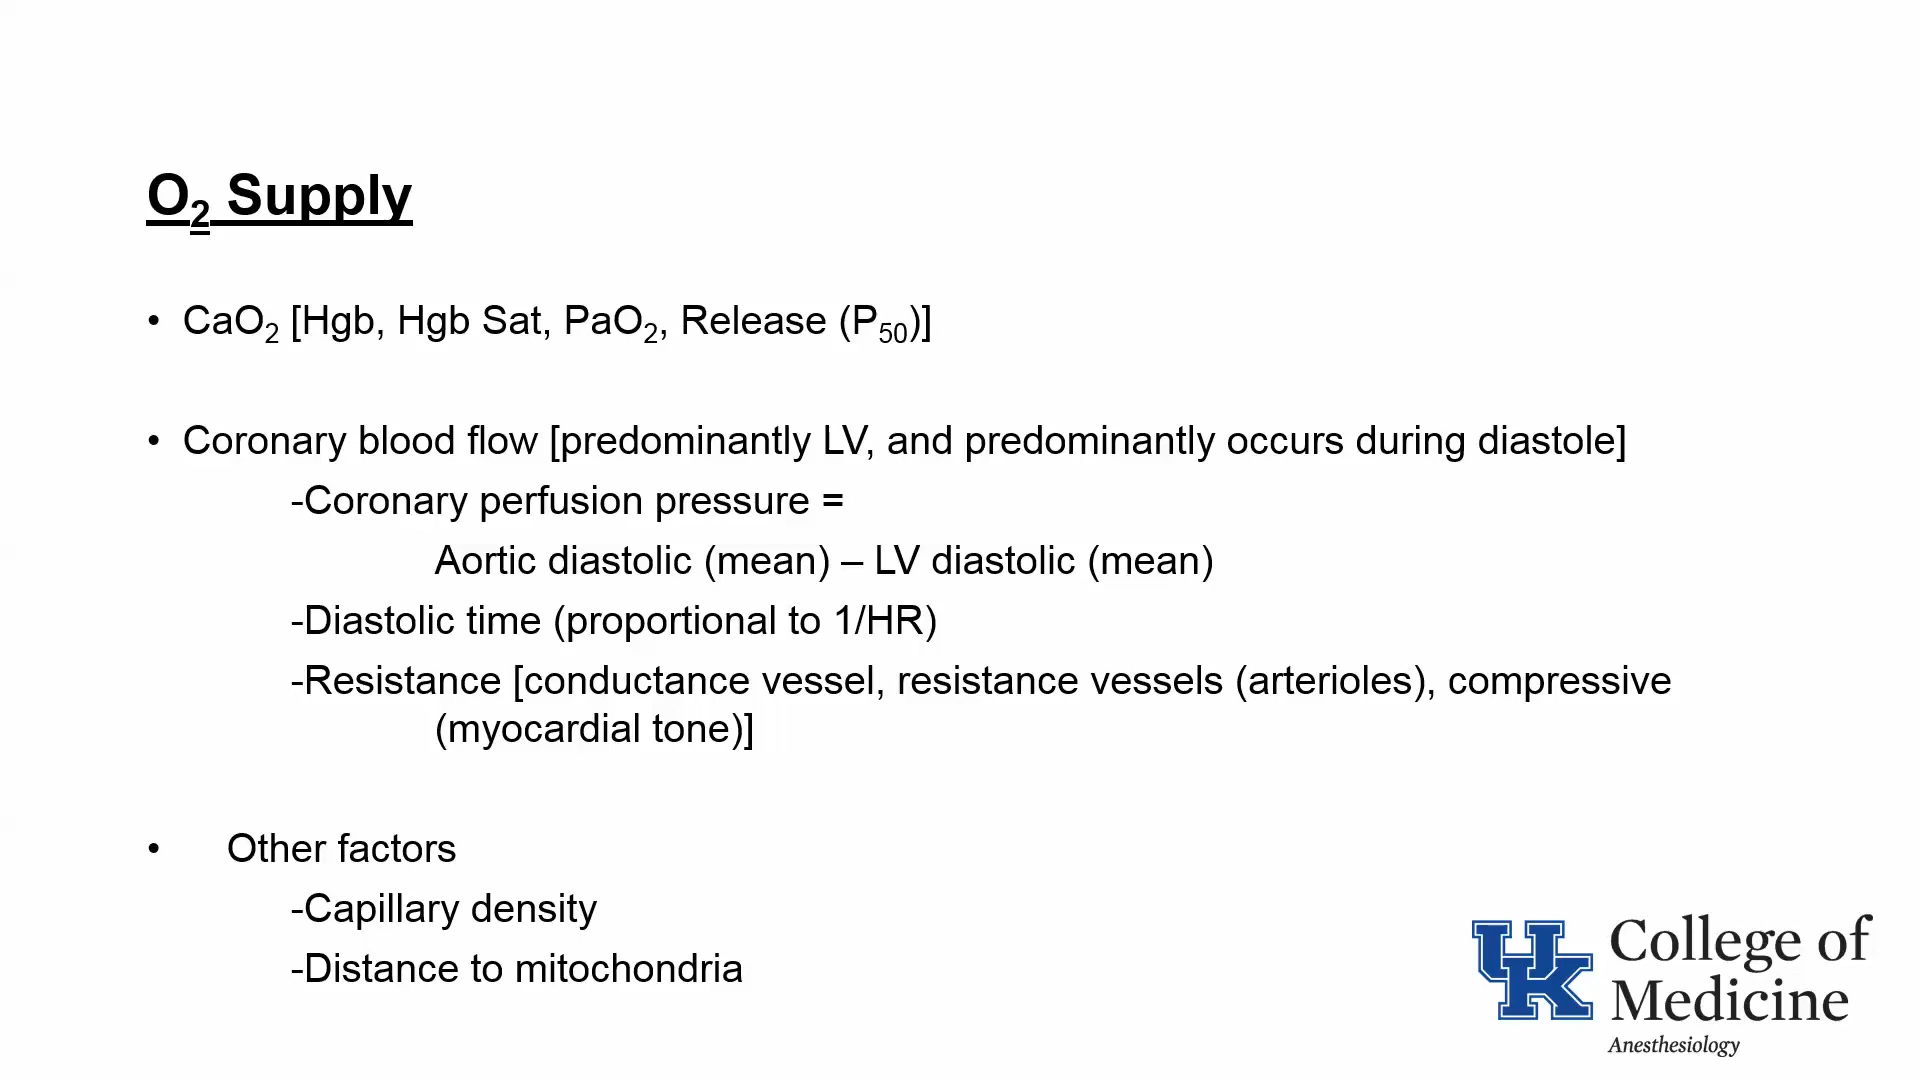 O₂ Supply
• CaO₂ [Hgb, Hgb Sat, PaO₂, Release (P₅₀)]
• Coronary blood flow [predominantly LV, and predominantly occurs during diastole]
-Coronary perfusion pressure =
Aortic diastolic (mean) – LV diastolic (mean)
-Diastolic time (proportional to 1/HR)
-Resistance [conductance vessel, resistance vessels (arterioles), compressive
(myocardial tone)]
• Other factors
-Capillary density
-Distance to mitochondria
UK
College of
Medicine
Anesthesiology